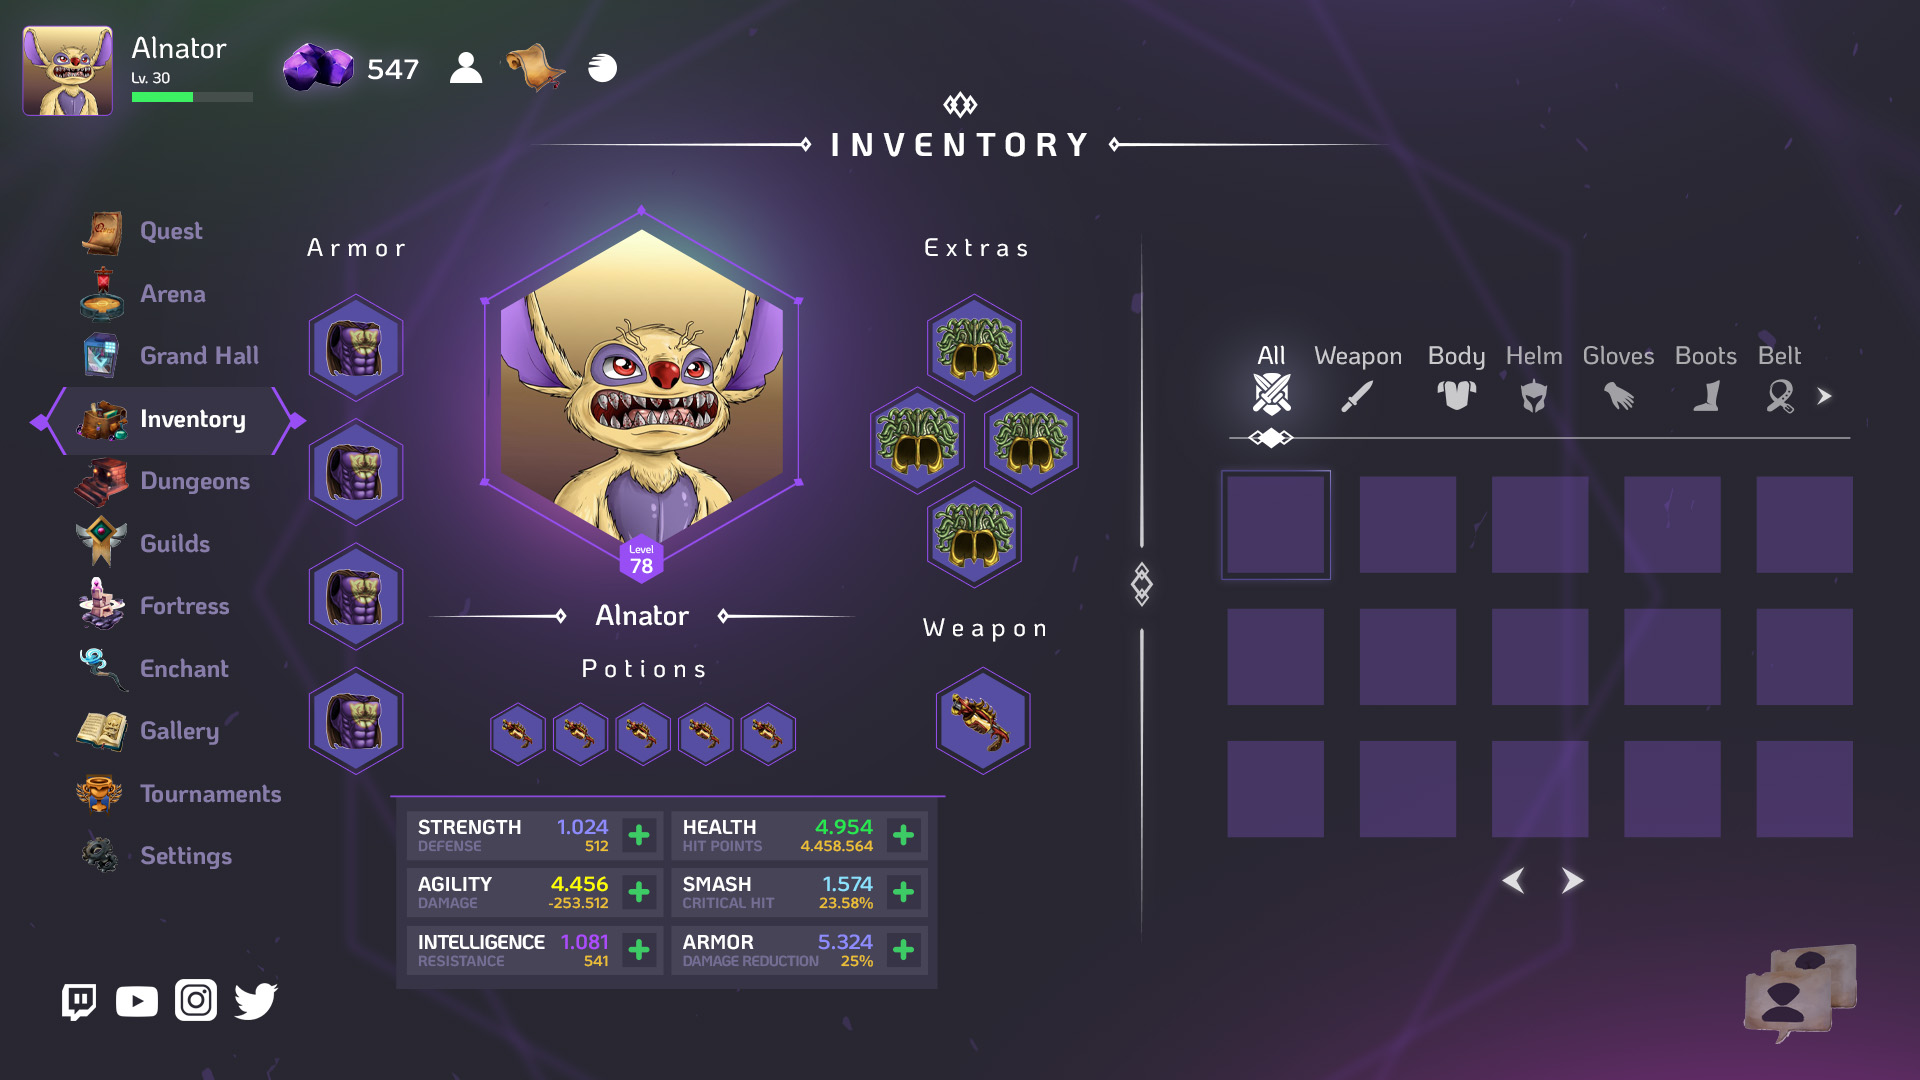 Alnator
Lv. 30
547
INVENTORY
Quest
Arena
Grand Hall
Inventory
Dungeons
Guilds
Fortress
Enchant
Gallery
Tournaments
Settings
Armor
Extras
Level
78
Alnator
Potions
Weapon
STRENGTH 1.024
DEFENSE 512
HEALTH 4.954
HIT POINTS 4.458.564
AGILITY 4.456
DAMAGE -253.512
SMASH 1.574
CRITICAL HIT 23.58%
INTELLIGENCE 1.081
RESISTANCE 541
ARMOR 5.324
DAMAGE REDUCTION 25%
All Weapon Body Helm Gloves Boots Belt